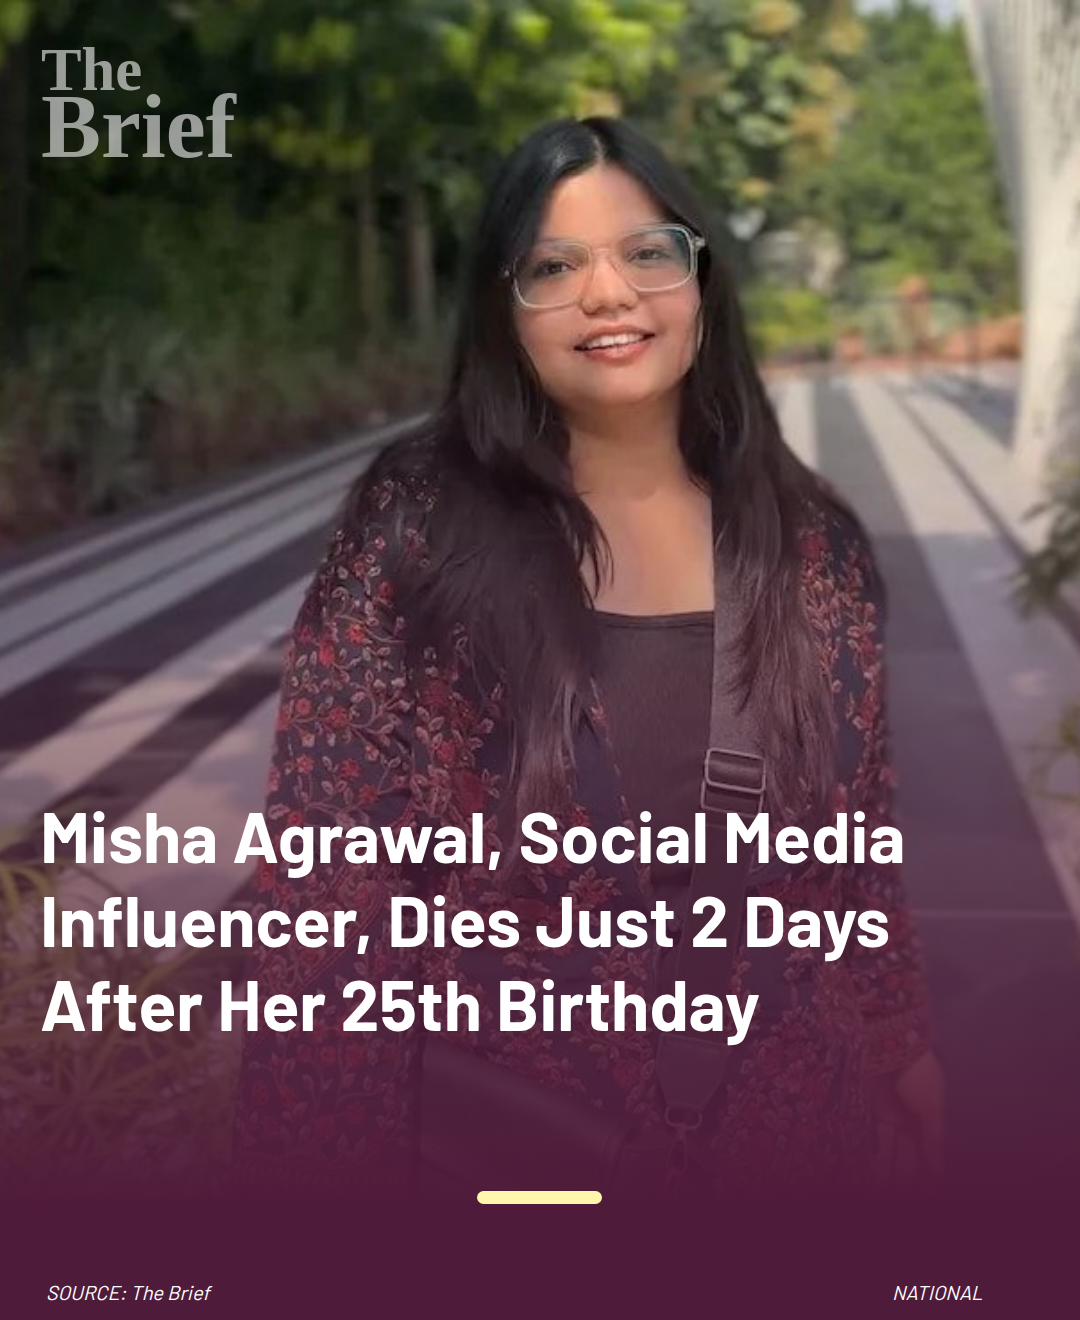 The
Brief
Misha Agrawal, Social Media
Influencer, Dies Just 2 Days
After Her 25th Birthday
SOURCE: The Brief
NATIONAL